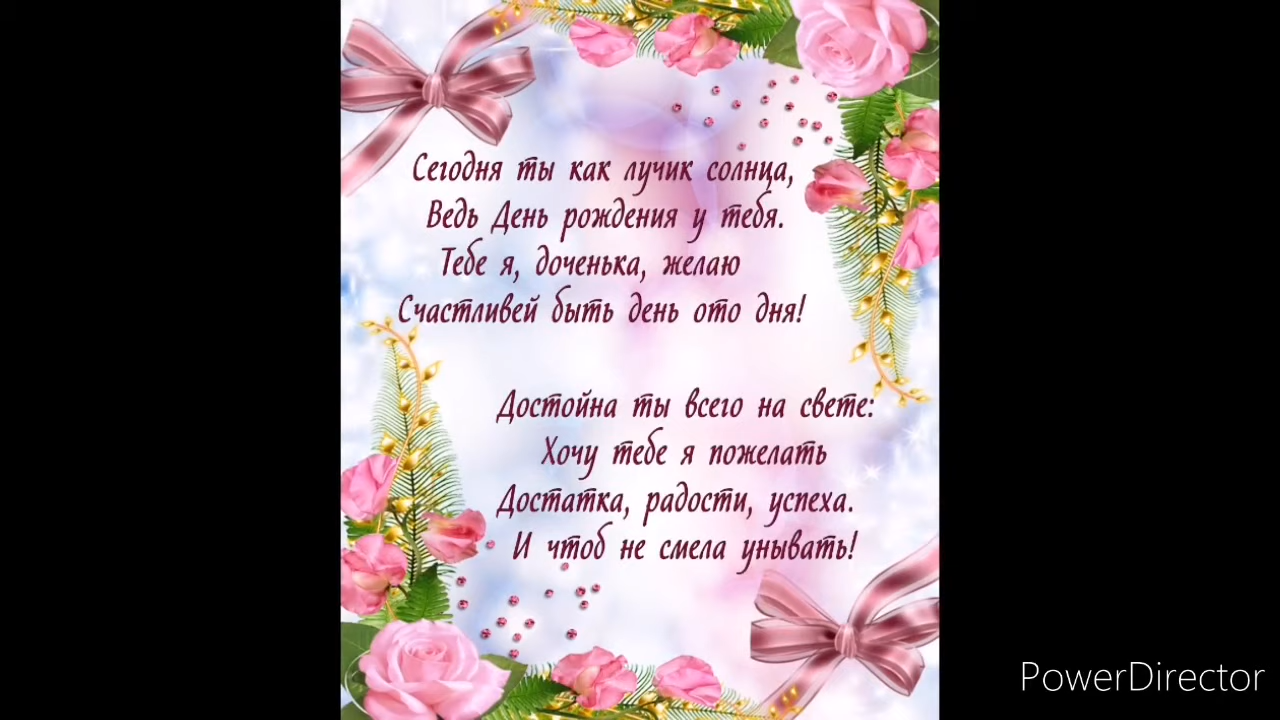 Сегодня ты как лучик солнца,
Ведь День рождения у тебя.
Тебе я, доченька, желаю
Счастливей быть день ото дня!
Достойна ты всего на свете:
Хочу тебе я пожелать
Достатка, радости, успеха.
И чтоб не смела унывать!
PowerDirector